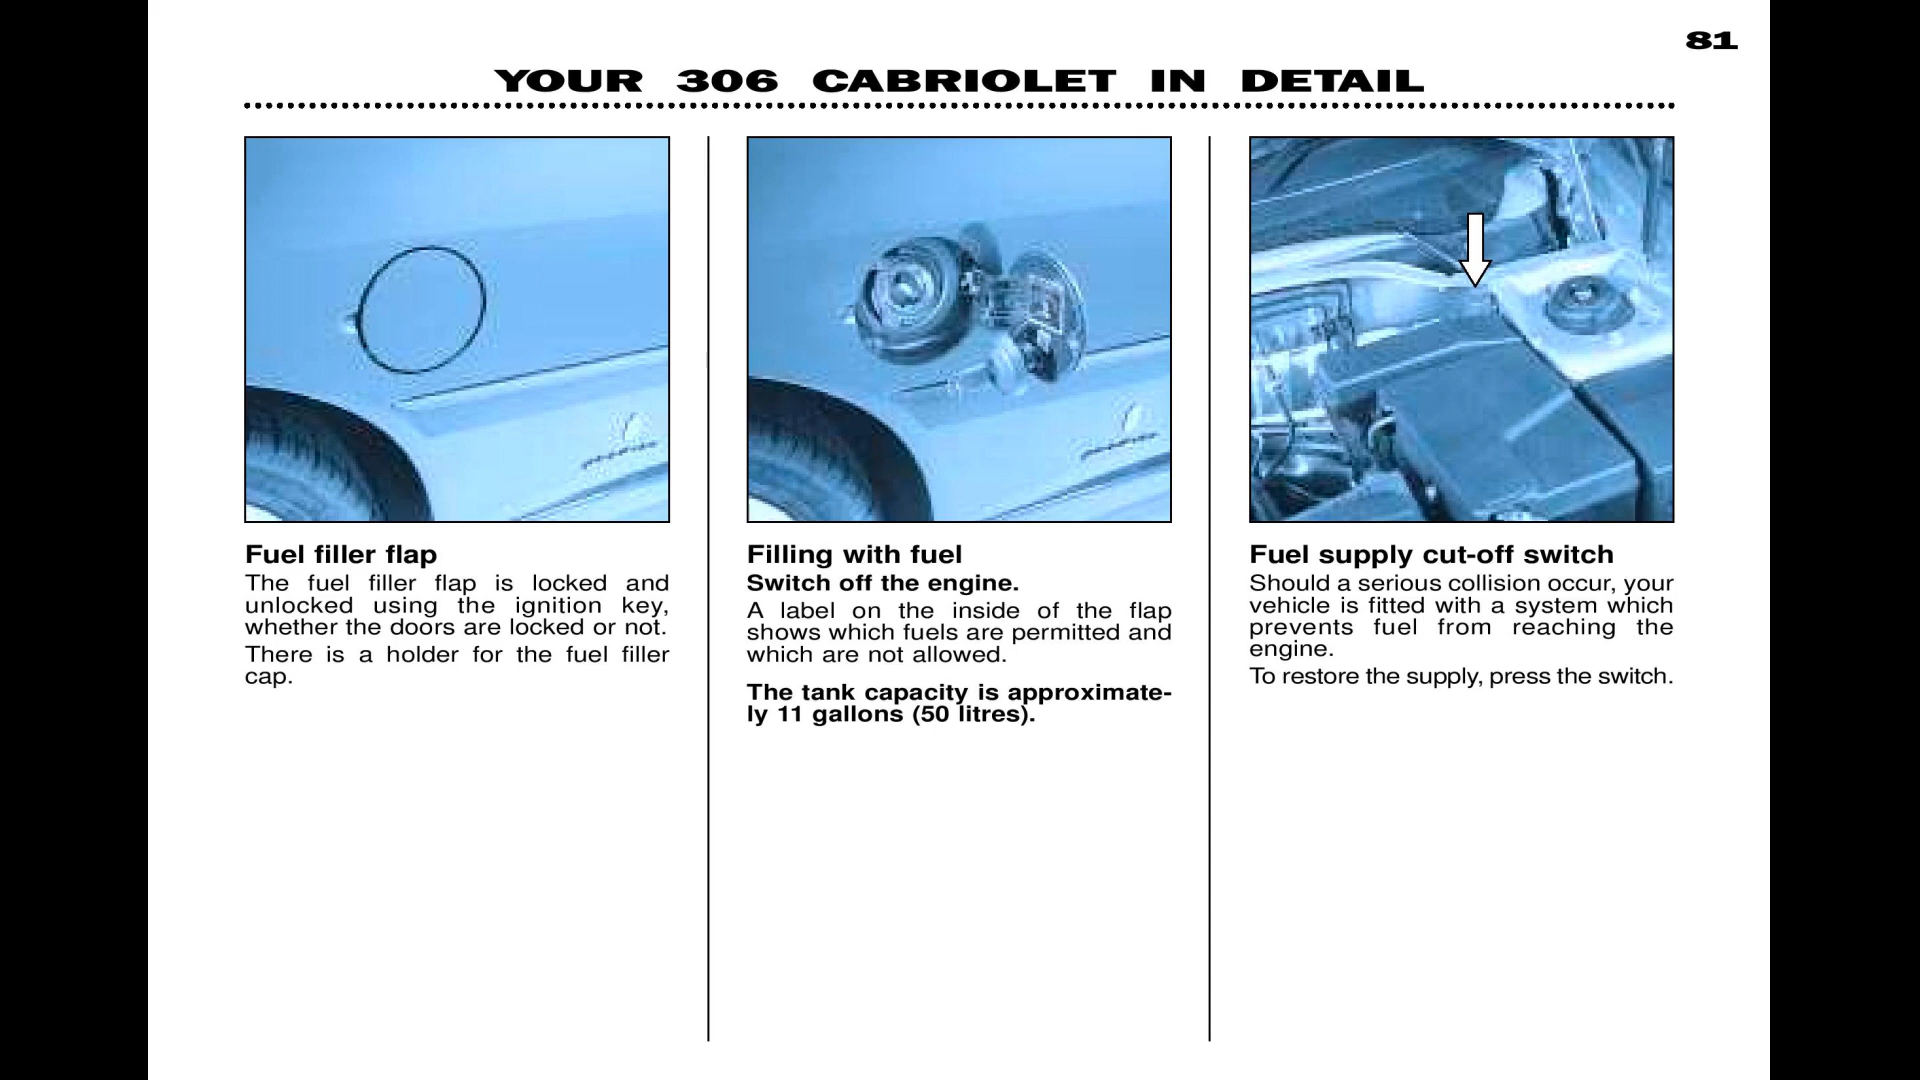 81
YOUR 306 CABRIOLET IN DETAIL
Fuel filler flap
The fuel filler flap is locked and
unlocked using the ignition key,
whether the doors are locked or not.
There is a holder for the fuel filler
cap.
Filling with fuel
Switch off the engine.
A label on the inside of the flap
shows which fuels are permitted and
which are not allowed.
The tank capacity is approximate-
ly 11 gallons (50 litres).
Fuel supply cut-off switch
Should a serious collision occur, your
vehicle is fitted with a system which
prevents fuel from reaching the
engine.
To restore the supply, press the switch.